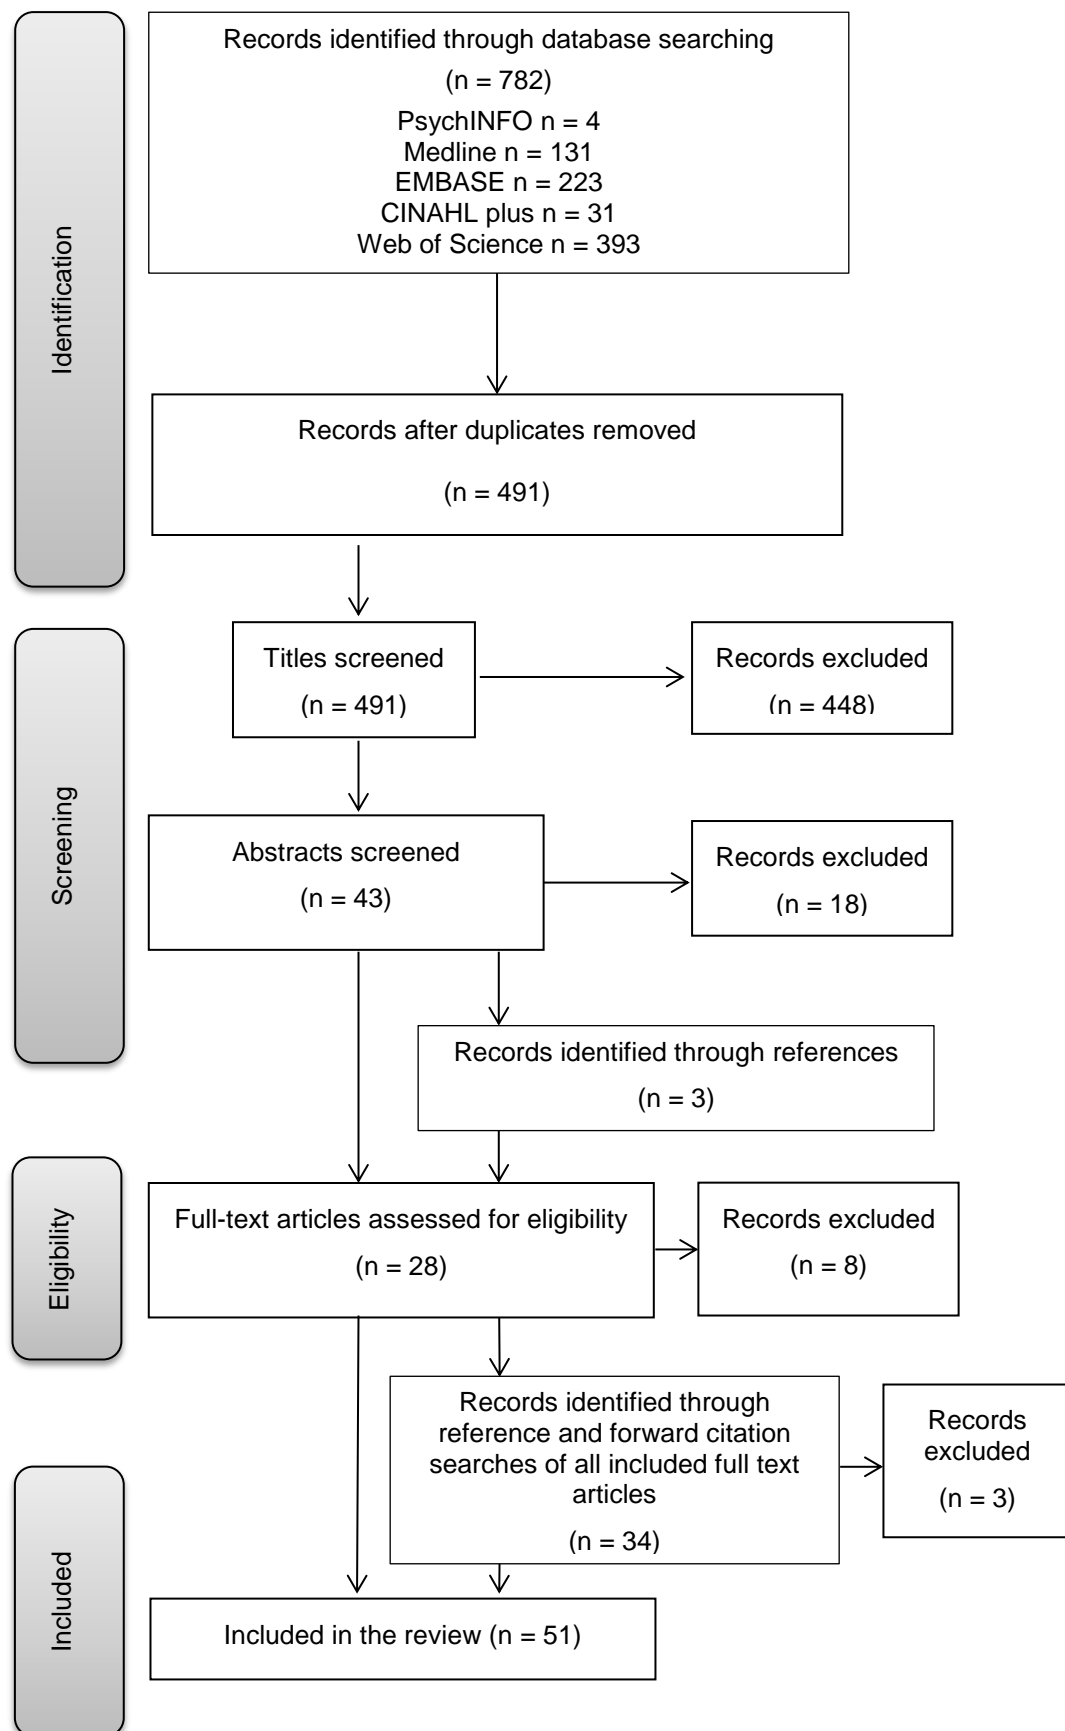 Identification
Records identified through database searching
(n = 782)
PsychINFO n = 4
Medline n = 131
EMBASE n = 223
CINAHL plus n = 31
Web of Science n = 393
Records after duplicates removed
(n = 491)
Screening
Titles screened
(n = 491)
Records excluded
(n = 448)
Abstracts screened
(n = 43)
Records excluded
(n = 18)
Records identified through references
(n = 3)
Eligibility
Full-text articles assessed for eligibility
(n = 28)
Records excluded
(n = 8)
Records identified through
reference and forward citation
searches of all included full text
articles
(n = 34)
Records
excluded
(n = 3)
Included
Included in the review (n = 51)